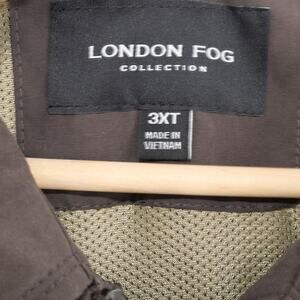 LONDON FOG
COLLECTION
3XT
MADE IN
VIETNAM